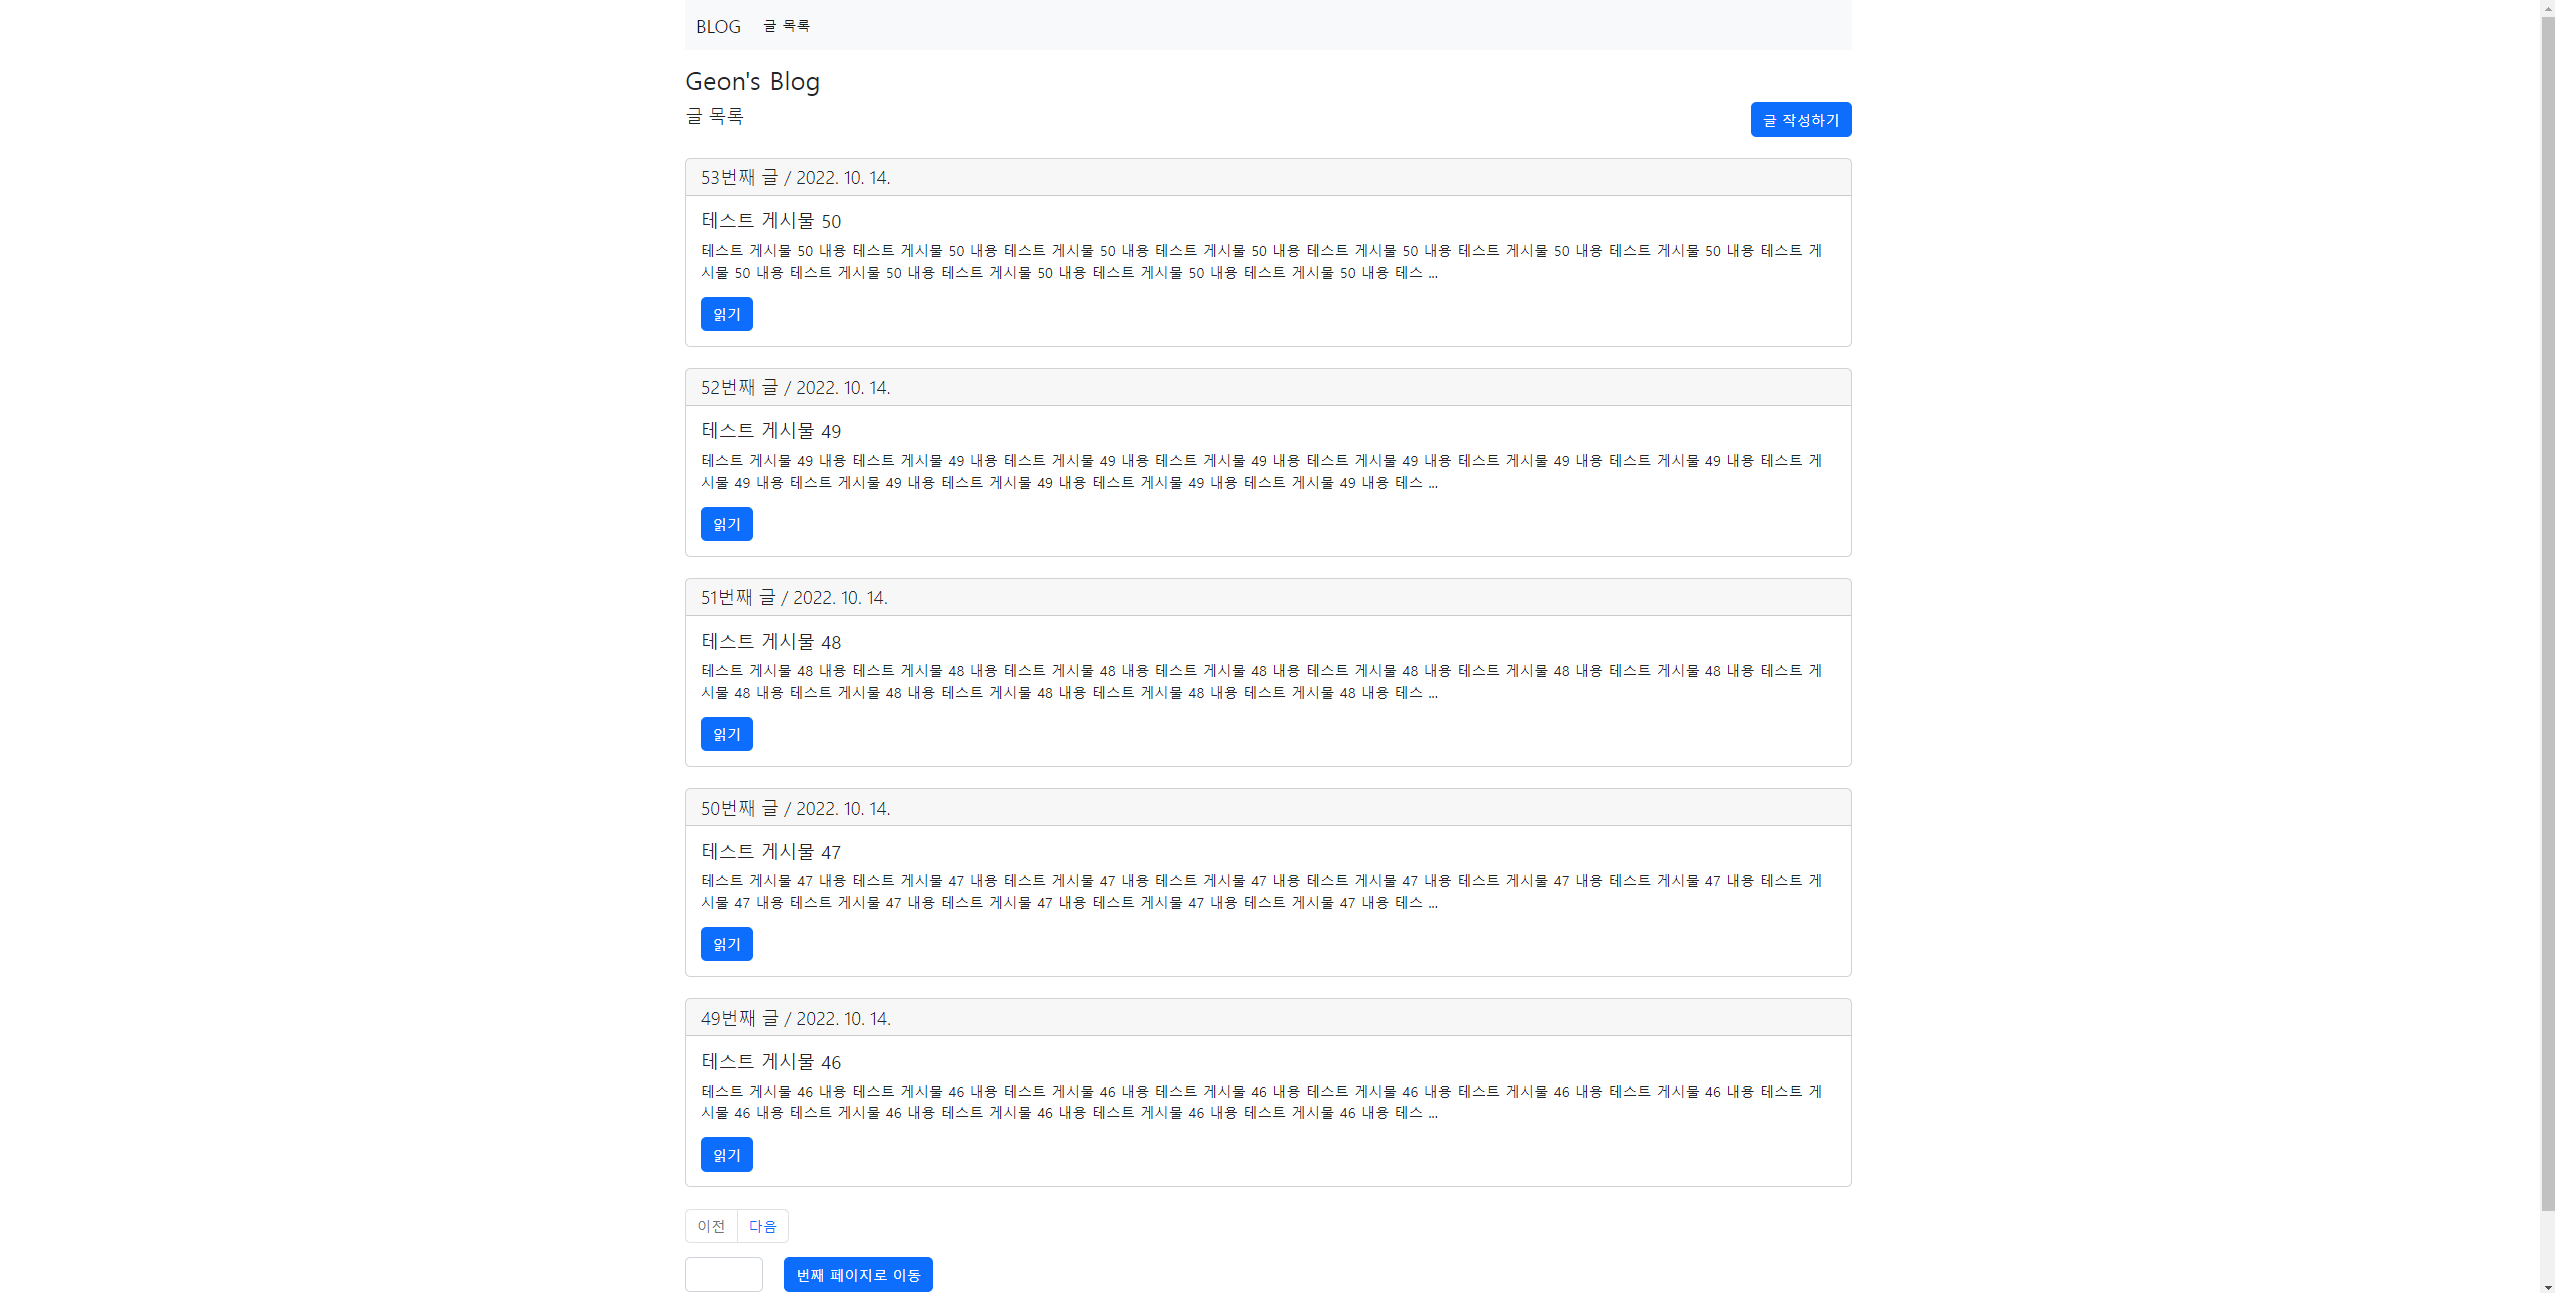 BLOG 글 목록
Geon's Blog
글 목록
글 작성하기
53번째 글 / 2022. 10. 14.
테스트 게시물 50
테스트 게시물 50 내용 테스트 게시물 50 내용 테스트 게시물 50 내용 테스트 게시물 50 내용 테스트 게시물 50 내용 테스트 게시물 50 내용 테스트 게시물 50 내용 테스트 게
시물 50 내용 테스트 게시물 50 내용 테스트 게시물 50 내용 테스트 게시물 50 내용 테스트 게시물 50 내용 테스 ...
읽기
52번째 글 / 2022. 10. 14.
테스트 게시물 49
테스트 게시물 49 내용 테스트 게시물 49 내용 테스트 게시물 49 내용 테스트 게시물 49 내용 테스트 게시물 49 내용 테스트 게시물 49 내용 테스트 게시물 49 내용 테스트 게
시물 49 내용 테스트 게시물 49 내용 테스트 게시물 49 내용 테스트 게시물 49 내용 테스트 게시물 49 내용 테스 ...
읽기
51번째 글 / 2022. 10. 14.
테스트 게시물 48
테스트 게시물 48 내용 테스트 게시물 48 내용 테스트 게시물 48 내용 테스트 게시물 48 내용 테스트 게시물 48 내용 테스트 게시물 48 내용 테스트 게시물 48 내용 테스트 게
시물 48 내용 테스트 게시물 48 내용 테스트 게시물 48 내용 테스트 게시물 48 내용 테스트 게시물 48 내용 테스 ...
읽기
50번째 글 / 2022. 10. 14.
테스트 게시물 47
테스트 게시물 47 내용 테스트 게시물 47 내용 테스트 게시물 47 내용 테스트 게시물 47 내용 테스트 게시물 47 내용 테스트 게시물 47 내용 테스트 게시물 47 내용 테스트 게
시물 47 내용 테스트 게시물 47 내용 테스트 게시물 47 내용 테스트 게시물 47 내용 테스트 게시물 47 내용 테스 ...
읽기
49번째 글 / 2022. 10. 14.
테스트 게시물 46
테스트 게시물 46 내용 테스트 게시물 46 내용 테스트 게시물 46 내용 테스트 게시물 46 내용 테스트 게시물 46 내용 테스트 게시물 46 내용 테스트 게시물 46 내용 테스트 게
시물 46 내용 테스트 게시물 46 내용 테스트 게시물 46 내용 테스트 게시물 46 내용 테스트 게시물 46 내용 테스 ...
읽기
이전 다음
번째 페이지로 이동